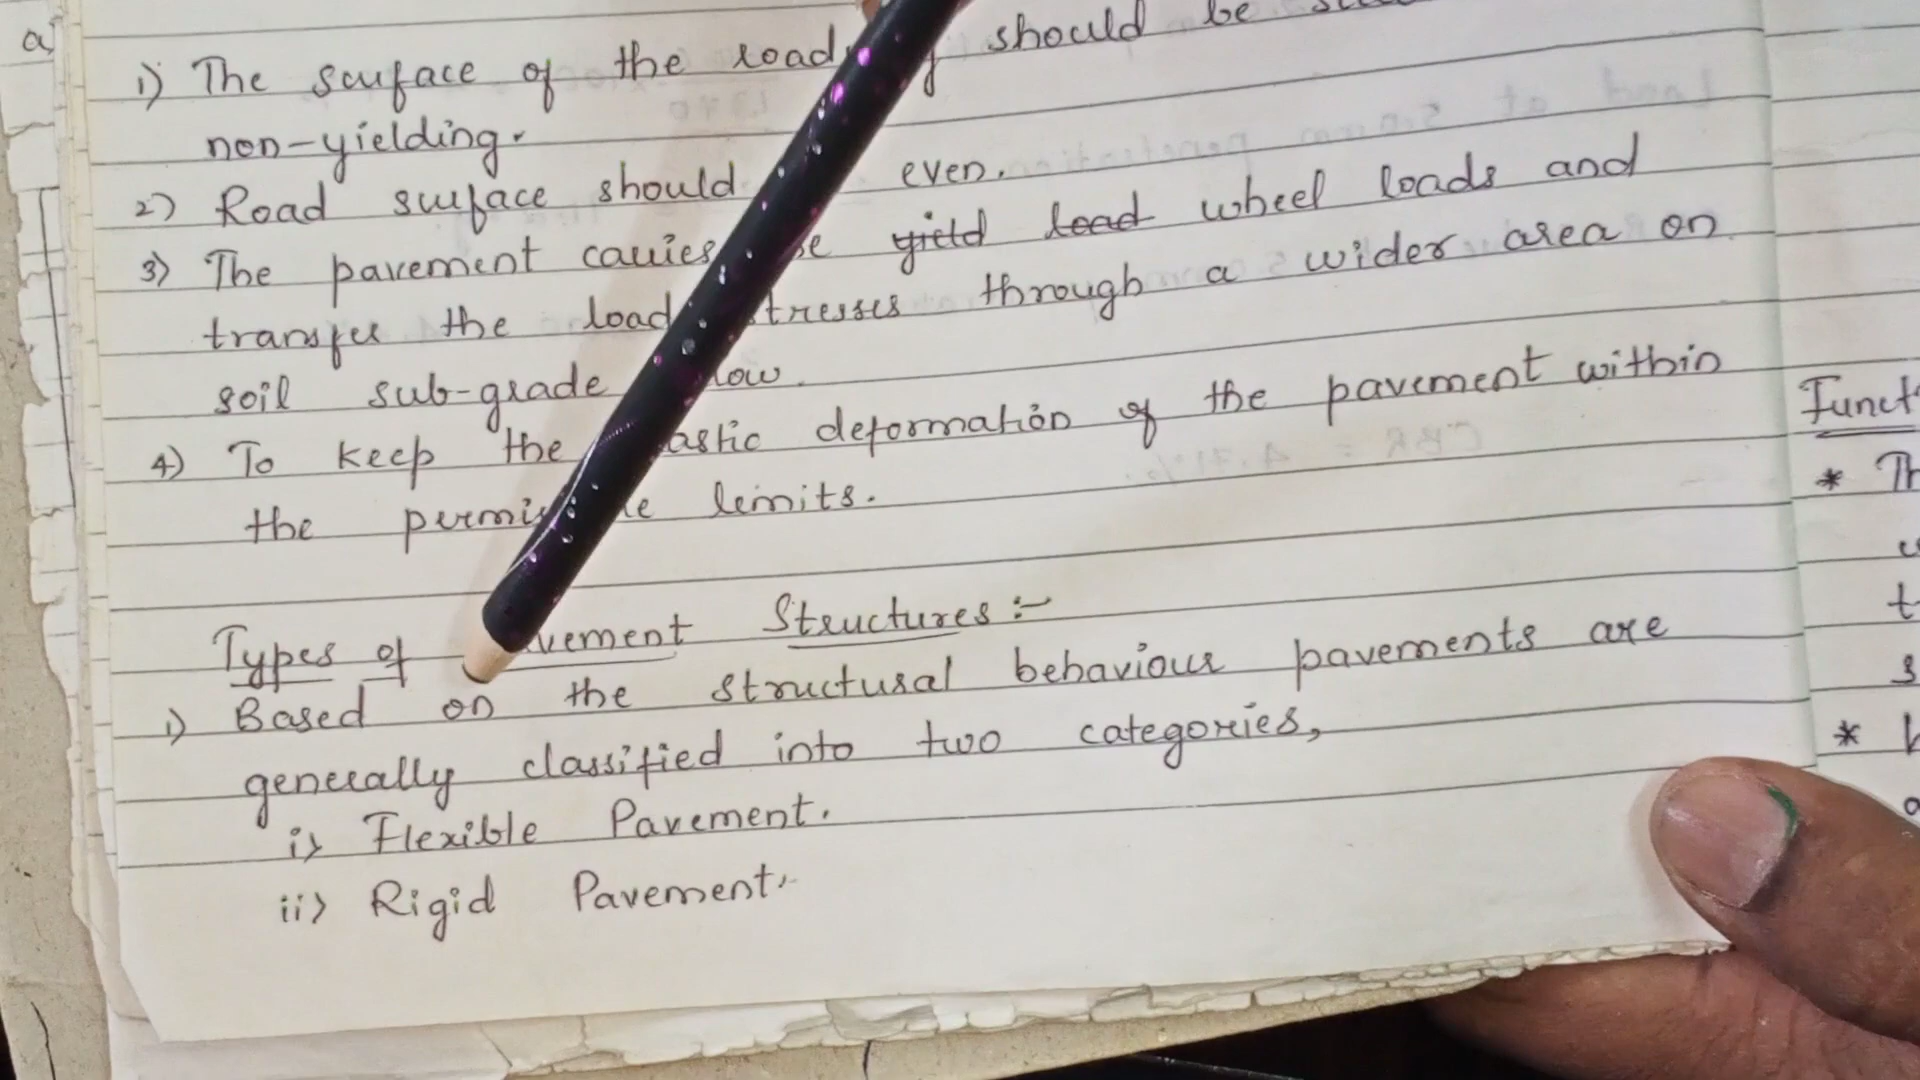 a)
1) The surface of the road should be
non-yielding.
2) Road surface should even.
3) The pavement carries yield load wheel loads and
transfer the load stresses through a wider area on
soil sub-grade
4) To keep the deformation of the pavement within
the limits.
Types of Pavement Structures :-
1) Based on the structural behaviour pavements are
generally classified into two categories,
i) Flexible Pavement.
ii) Rigid Pavement.
Funct
* Th
t
s
*